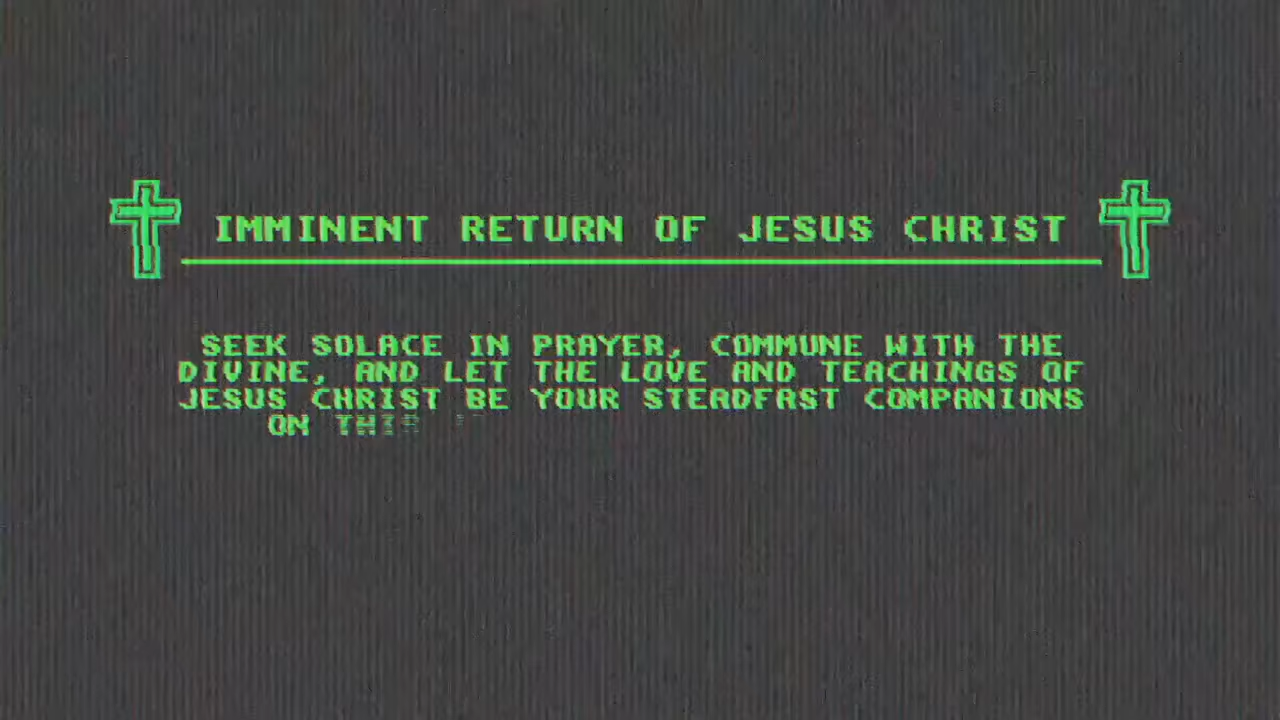 IMMINENT RETURN OF JESUS CHRIST
SEEK SOLACE IN PRAYER, COMMUNE WITH THE
DIVINE, AND LET THE LOVE AND TEACHINGS OF
JESUS CHRIST BE YOUR STEADFAST COMPANIONS
ON THIS